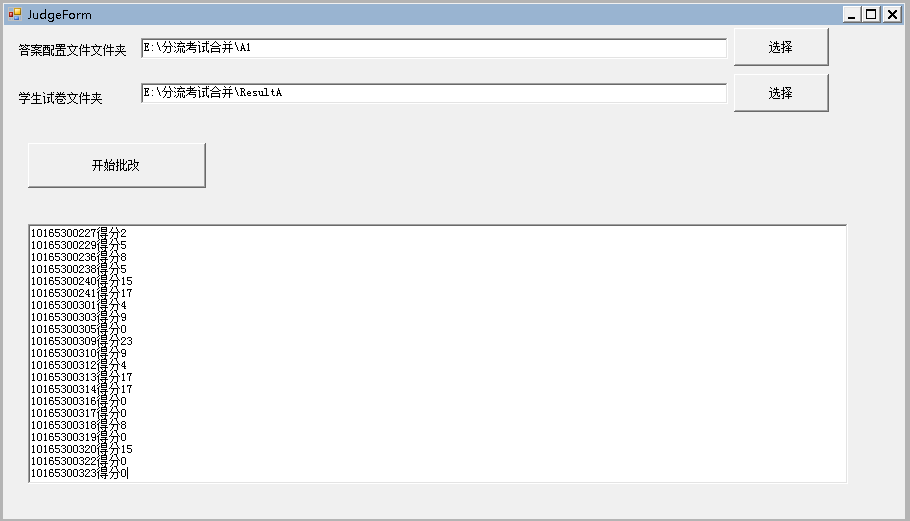 JudgeForm
答案配置文件文件夹 E:\分流考试合并\A1 选择
学生试卷文件夹 E:\分流考试合并\ResultA 选择
开始批改
10165300227得分2
10165300229得分5
10165300236得分8
10165300238得分5
10165300240得分15
10165300241得分17
10165300301得分4
10165300303得分9
10165300305得分0
10165300309得分23
10165300310得分9
10165300312得分4
10165300313得分17
10165300314得分17
10165300316得分0
10165300317得分0
10165300318得分8
10165300319得分0
10165300320得分15
10165300322得分0
10165300323得分0